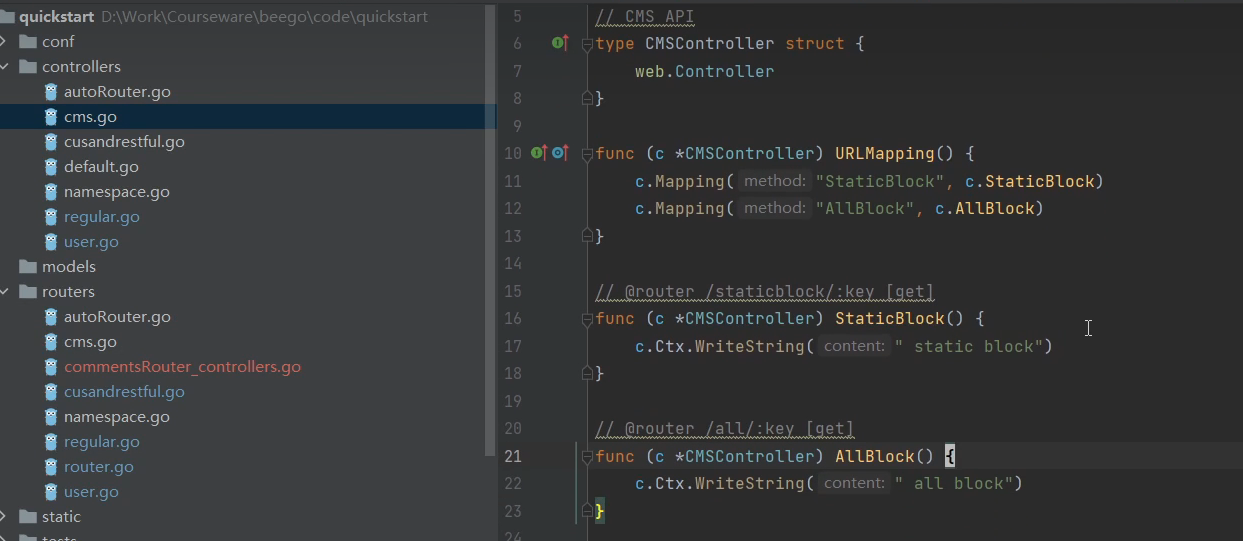 quickstart D:\Work\Courseware\beego\code\quickstart
conf
controllers
autoRouter.go
cms.go
cusandrestful.go
default.go
namespace.go
regular.go
user.go
models
routers
autoRouter.go
cms.go
commentsRouter_controllers.go
cusandrestful.go
namespace.go
regular.go
router.go
user.go
static
tests
5 // CMS API
6 type CMSController struct {
7 web.Controller
8 }
9
10 func (c *CMSController) URLMapping() {
11 c.Mapping( method: "StaticBlock", c.StaticBlock)
12 c.Mapping( method: "AllBlock", c.AllBlock)
13 }
14
15 // @router /staticblock/:key [get]
16 func (c *CMSController) StaticBlock() {
17 c.Ctx.WriteString( content: " static block")
18 }
19
20 // @router /all/:key [get]
21 func (c *CMSController) AllBlock() {
22 c.Ctx.WriteString( content: " all block")
23 }
24